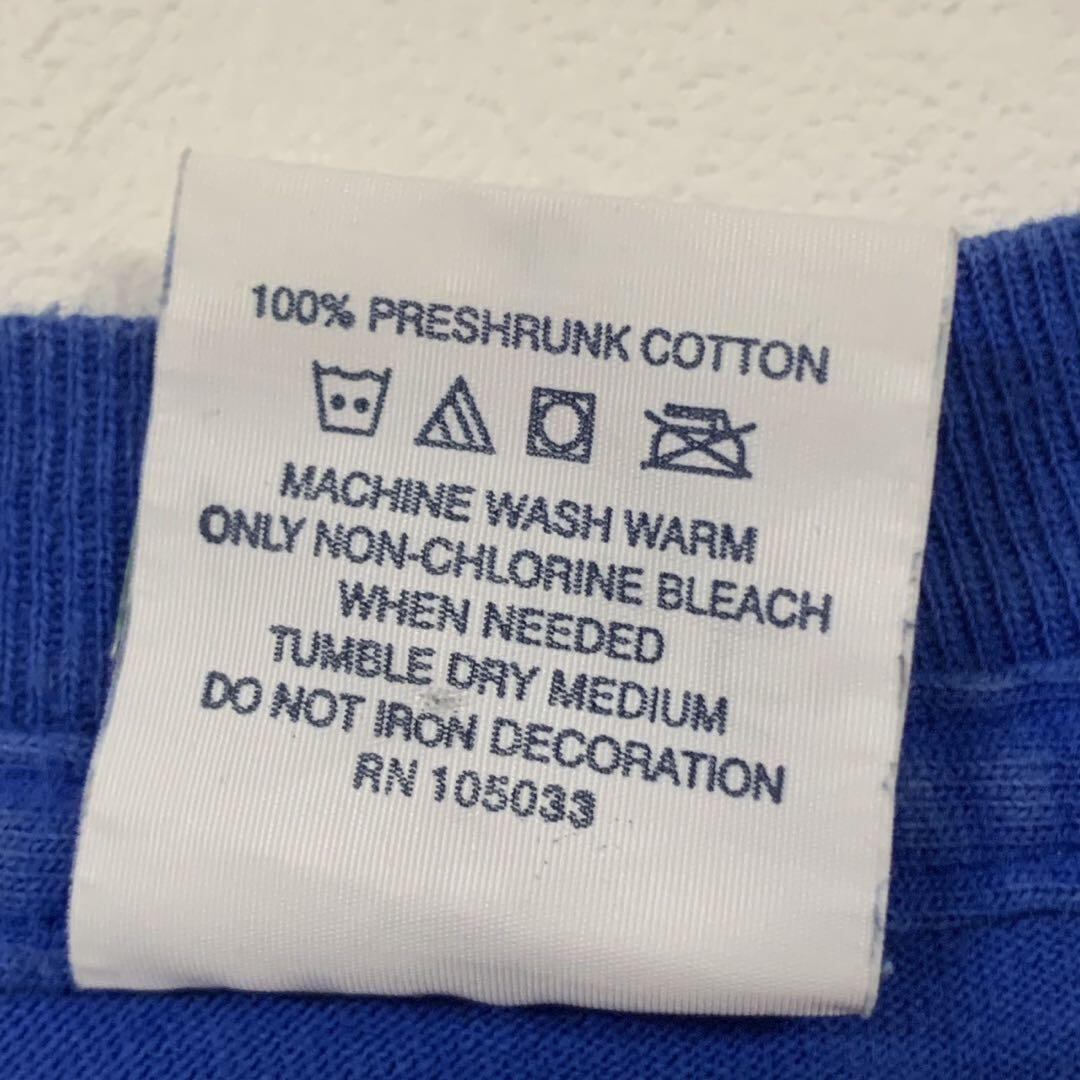 100% PRESHRUNK COTTON
MACHINE WASH WARM
ONLY NON-CHLORINE BLEACH
WHEN NEEDED
TUMBLE DRY MEDIUM
DO NOT IRON DECORATION
RN 105033